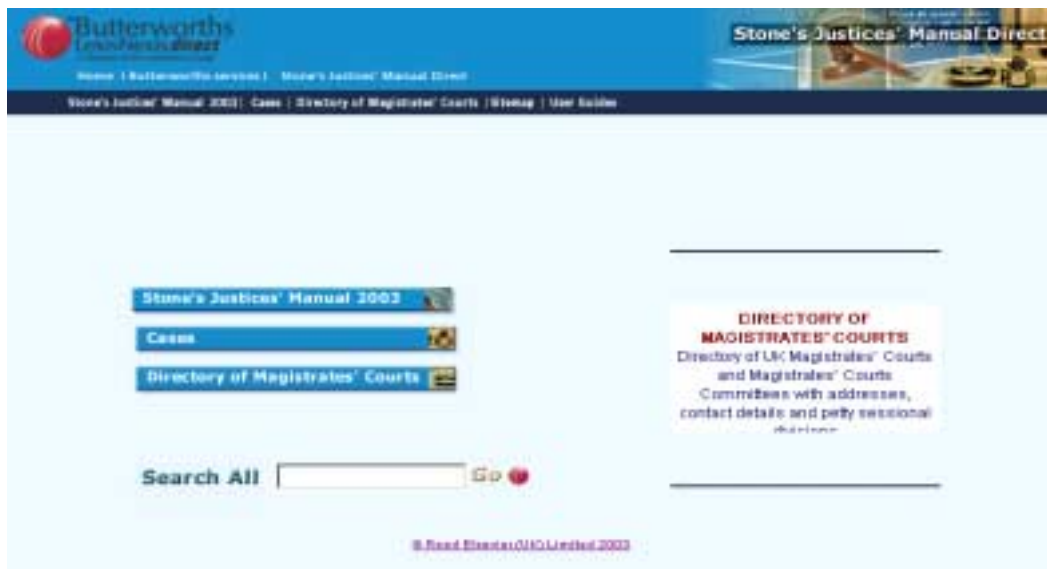 Butterworths
LexisNexis direct
Stone's Justices' Manual Direct
Home | Butterworths services | Stone's Justices' Manual Direct
Stone's Justices' Manual 2003 | Cases | Directory of Magistrates' Courts | Sitemap | User Guides
Stone's Justices' Manual 2003
Cases
Directory of Magistrates' Courts
DIRECTORY OF
MAGISTRATES' COURTS
Directory of UK Magistrates' Courts
and Magistrates' Courts
Committees with addresses,
contact details and petty sessional
divisions
Search All
Go
© Reed Elsevier (UK) Limited 2003